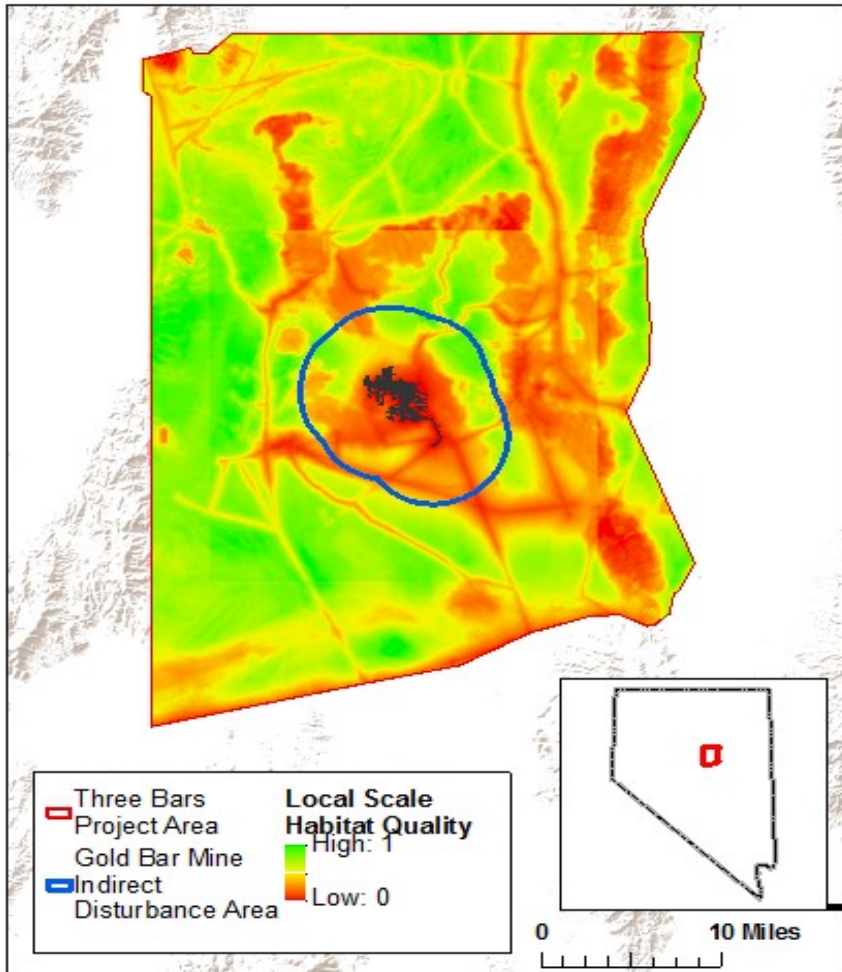 Three Bars
Project Area
Gold Bar Mine
Indirect
Disturbance Area
Local Scale
Habitat Quality
High: 1
Low: 0
0 10 Miles